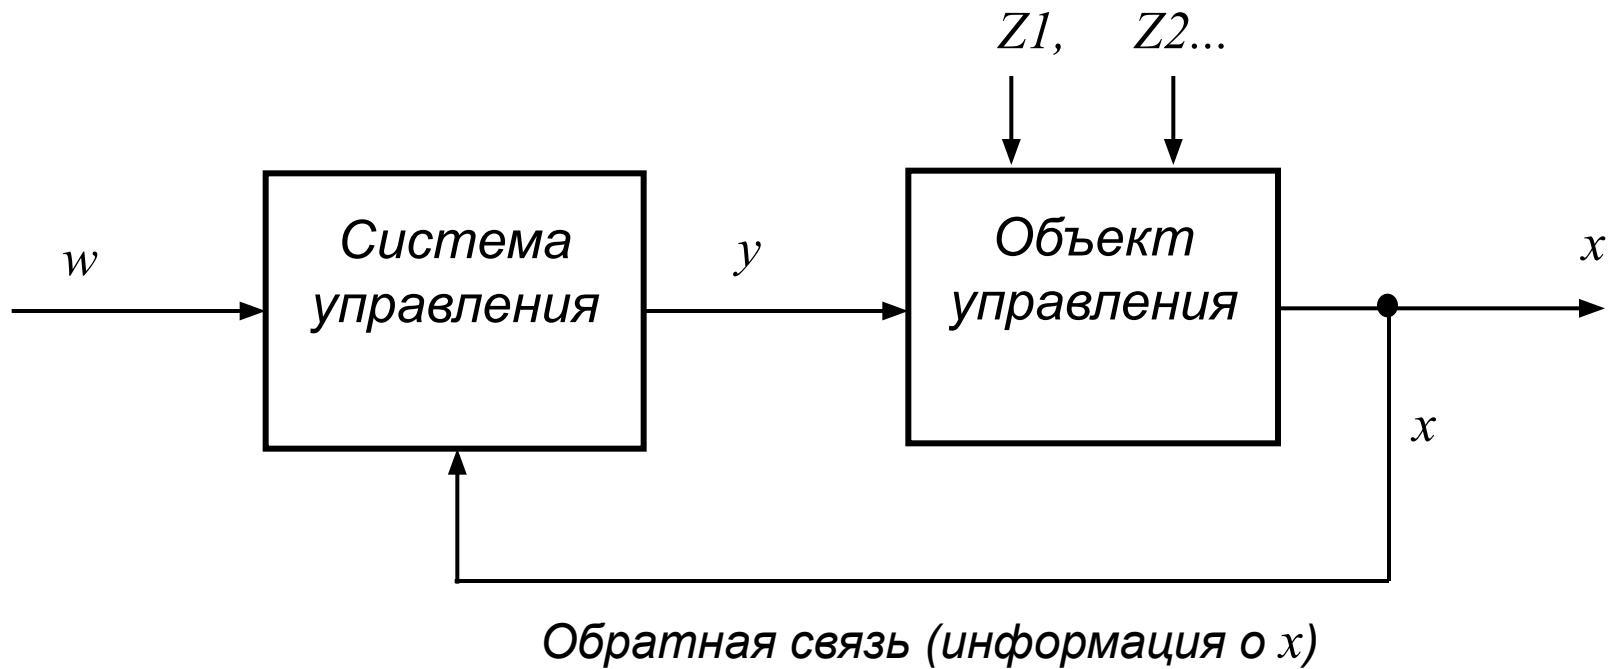 Z1, Z2...
Система
управления
Объект
управления
w
y
x
x
Обратная связь (информация о x)